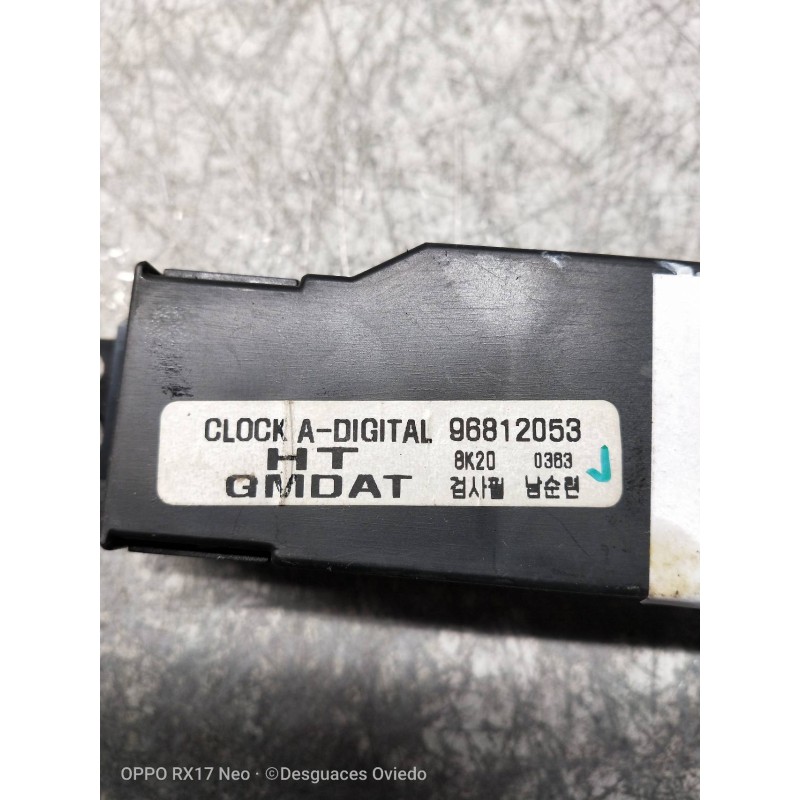 CLOCK A-DIGITAL 96812053
HT 8K20 0363
GMDAT 검사필 남순련
OPPO RX17 Neo · ©Desguaces Oviedo